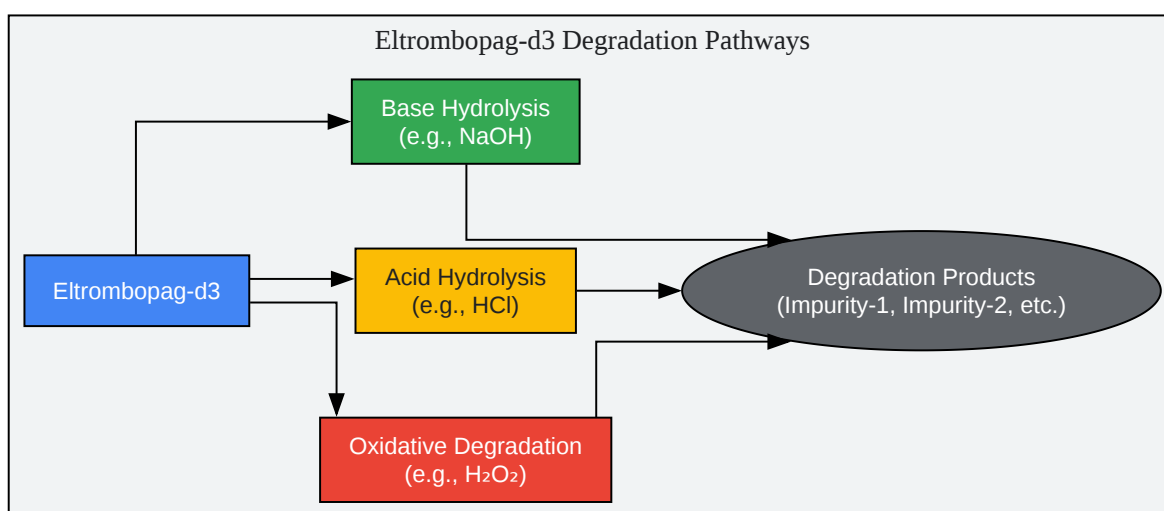 Eltrombopag-d3 Degradation Pathways
Base Hydrolysis
(e.g., NaOH)
Eltrombopag-d3
Acid Hydrolysis
(e.g., HCl)
Degradation Products
(Impurity-1, Impurity-2, etc.)
Oxidative Degradation
(e.g., H₂O₂)